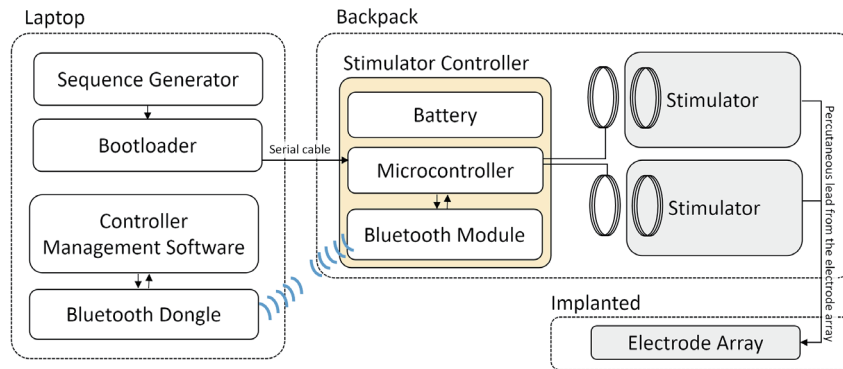 Laptop
Sequence Generator
Bootloader
Controller
Management Software
Bluetooth Dongle
Serial cable
Backpack
Stimulator Controller
Battery
Microcontroller
Bluetooth Module
Stimulator
Stimulator
Percutaneous lead from the electrode array
Implanted
Electrode Array